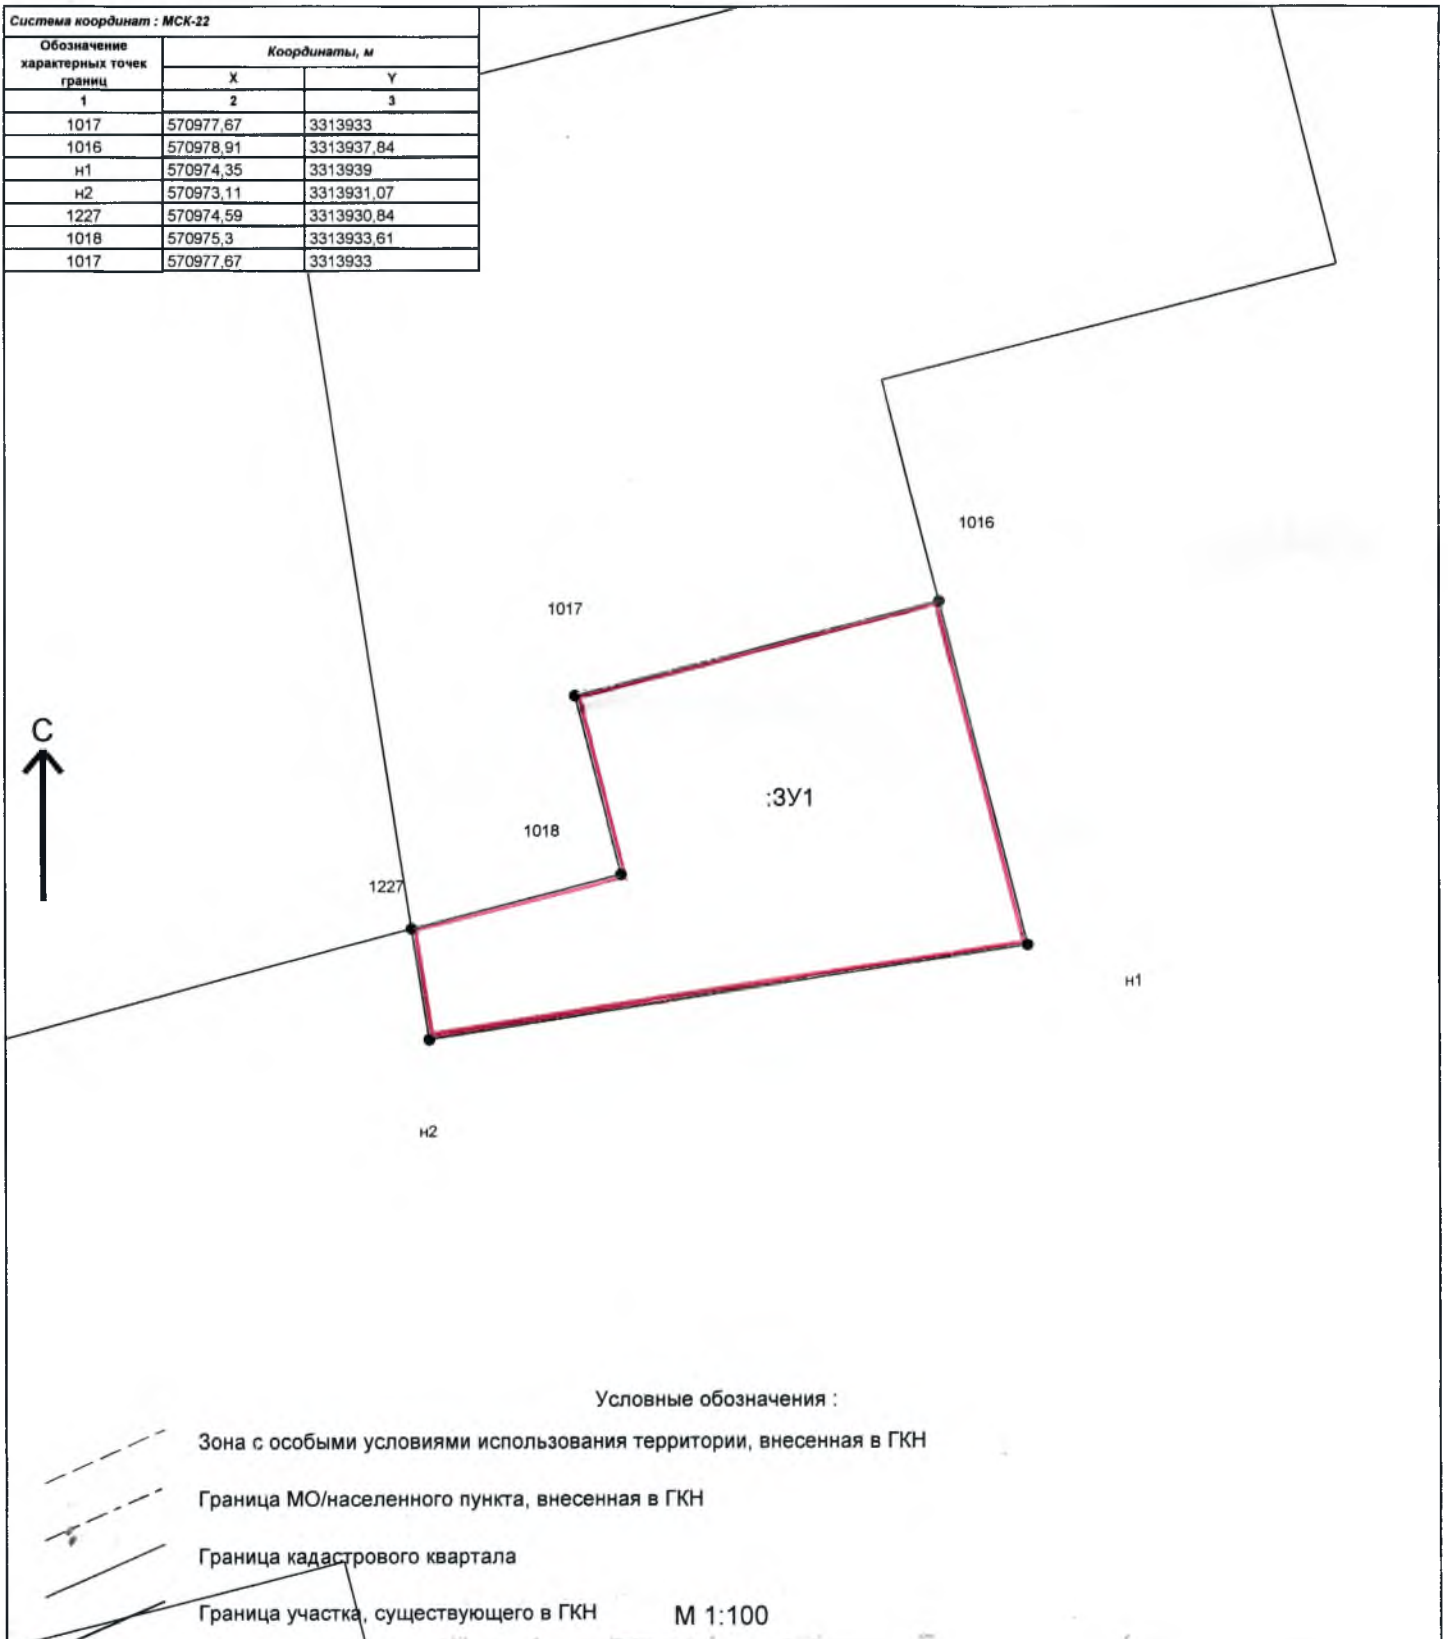 Система координат : МСК-22
Обозначение характерных точек границ
Координаты, м
X Y
1 2 3
1017 570977,67 3313933
1016 570978,91 3313937,84
н1 570974,35 3313939
н2 570973,11 3313931,07
1227 570974,59 3313930,84
1018 570975,3 3313933,61
1017 570977,67 3313933
1016
1017
С
:ЗУ1
1018
1227
н1
н2
Условные обозначения :
Зона с особыми условиями использования территории, внесенная в ГКН
Граница МО/населенного пункта, внесенная в ГКН
Граница кадастрового квартала
Граница участка, существующего в ГКН
М 1:100